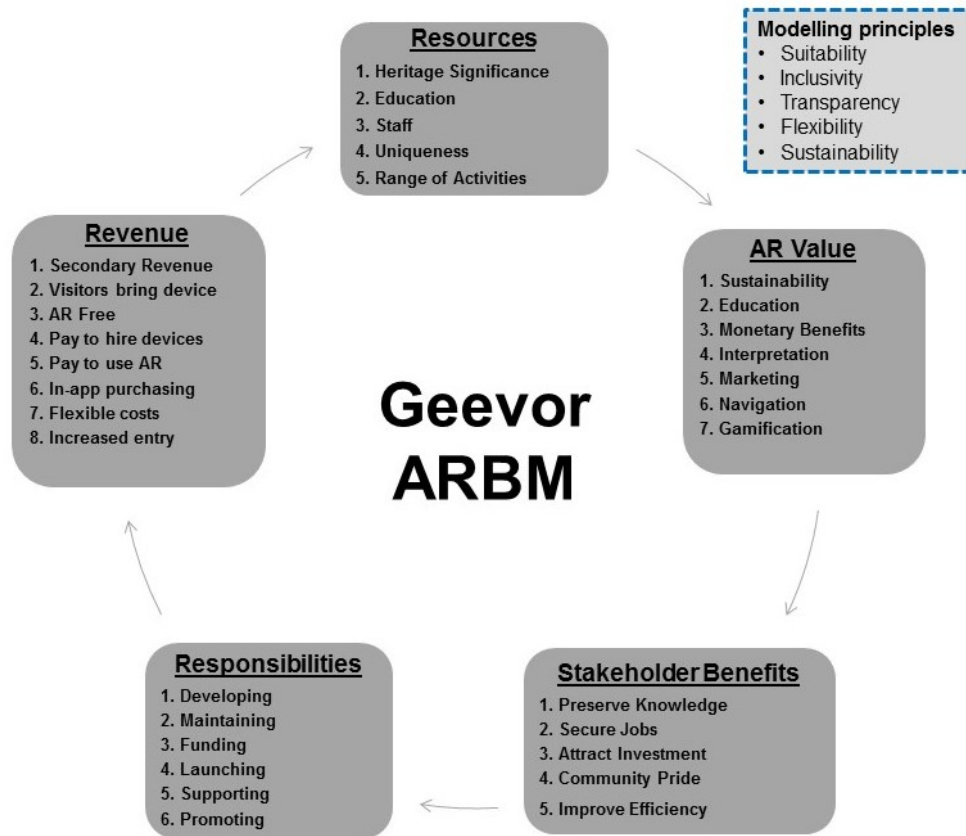 Resources
1. Heritage Significance
2. Education
3. Staff
4. Uniqueness
5. Range of Activities
Modelling principles
• Suitability
• Inclusivity
• Transparency
• Flexibility
• Sustainability
Revenue
1. Secondary Revenue
2. Visitors bring device
3. AR Free
4. Pay to hire devices
5. Pay to use AR
6. In-app purchasing
7. Flexible costs
8. Increased entry
AR Value
1. Sustainability
2. Education
3. Monetary Benefits
4. Interpretation
5. Marketing
6. Navigation
7. Gamification
Geevor
ARBM
Responsibilities
1. Developing
2. Maintaining
3. Funding
4. Launching
5. Supporting
6. Promoting
Stakeholder Benefits
1. Preserve Knowledge
2. Secure Jobs
3. Attract Investment
4. Community Pride
5. Improve Efficiency